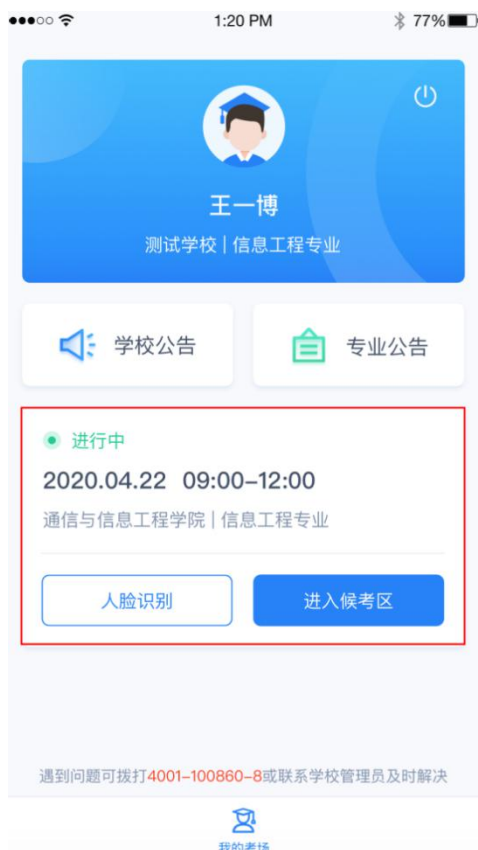 1:20 PM 77%
王一博
测试学校 | 信息工程专业
学校公告 专业公告
进行中
2020.04.22 09:00–12:00
通信与信息工程学院 | 信息工程专业
人脸识别 进入候考区
遇到问题可拨打4001–100860–8或联系学校管理员及时解决
我的考场